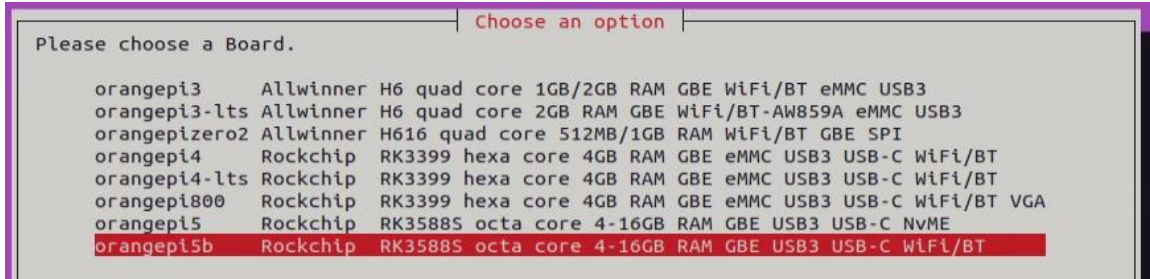 Choose an option
Please choose a Board.
orangepi3 Allwinner H6 quad core 1GB/2GB RAM GBE WiFi/BT eMMC USB3
orangepi3-lts Allwinner H6 quad core 2GB RAM GBE WiFi/BT-AW859A eMMC USB3
orangepizero2 Allwinner H616 quad core 512MB/1GB RAM WiFi/BT GBE SPI
orangepi4 Rockchip RK3399 hexa core 4GB RAM GBE eMMC USB3 USB-C WiFi/BT
orangepi4-lts Rockchip RK3399 hexa core 4GB RAM GBE eMMC USB3 USB-C WiFi/BT
orangepi800 Rockchip RK3399 hexa core 4GB RAM GBE eMMC USB3 USB-C WiFi/BT VGA
orangepi5 Rockchip RK3588S octa core 4-16GB RAM GBE USB3 USB-C NvME
orangepi5b Rockchip RK3588S octa core 4-16GB RAM GBE USB3 USB-C WiFi/BT